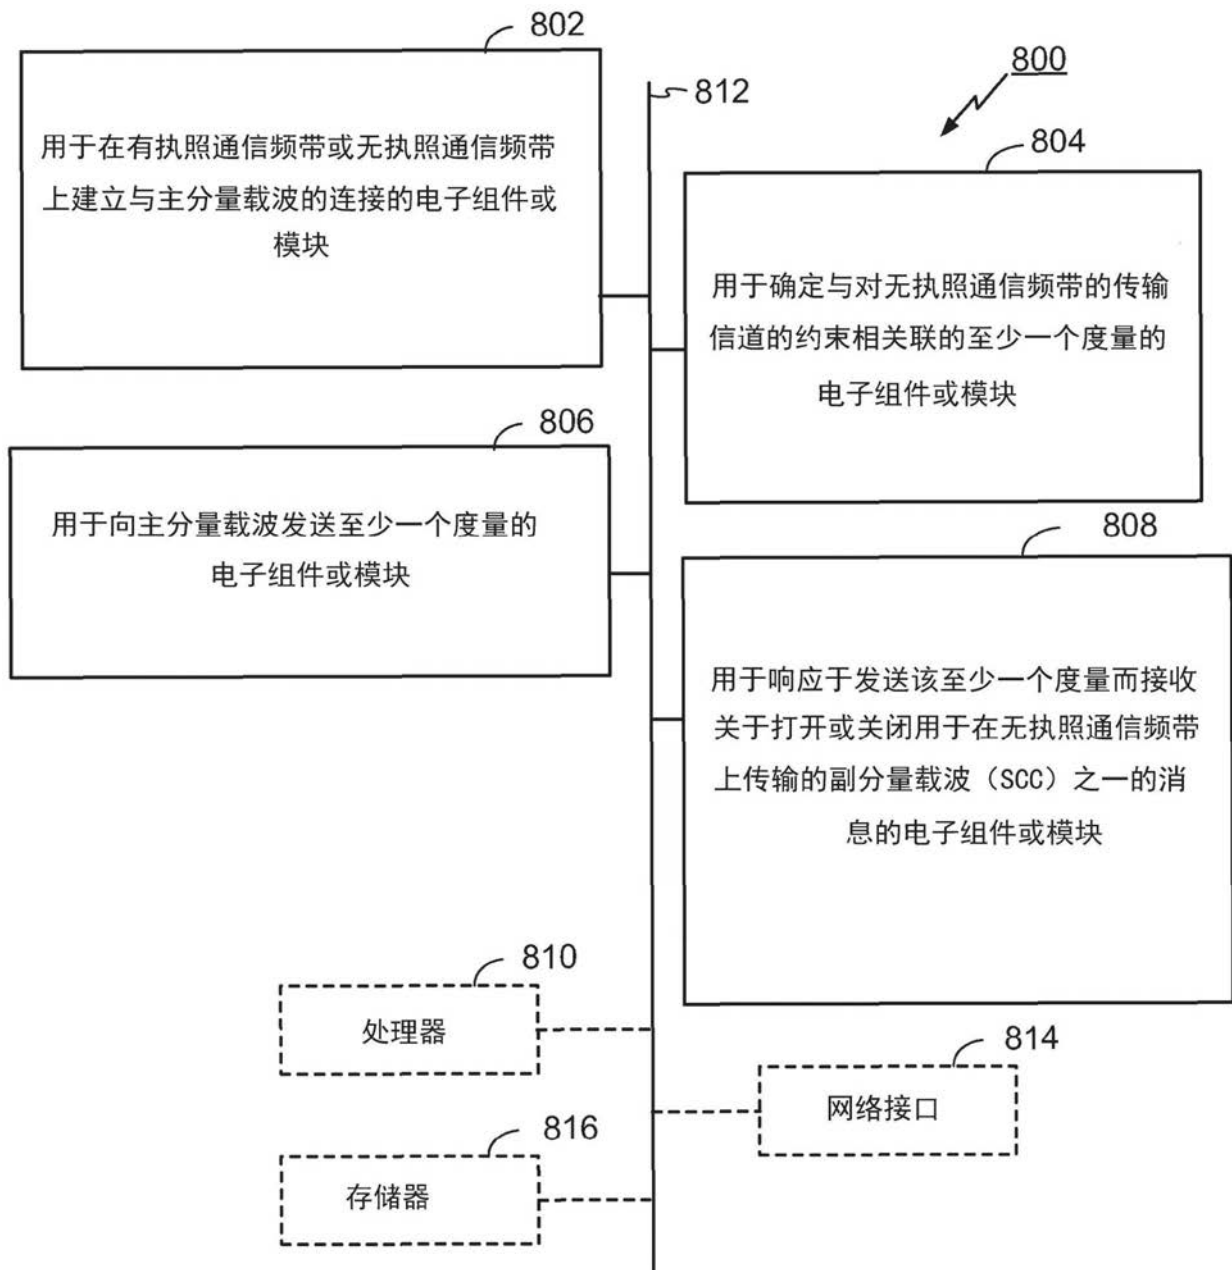 802
用于在有执照通信频带或无执照通信频带
上建立与主分量载波的连接的电子组件或
模块
812
800
804
用于确定与对无执照通信频带的传输
信道的约束相关联的至少一个度量的
电子组件或模块
806
用于向主分量载波发送至少一个度量的
电子组件或模块
808
用于响应于发送该至少一个度量而接收
关于打开或关闭用于在无执照通信频带
上传输的副分量载波（SCC）之一的消
息的电子组件或模块
810
处理器
814
网络接口
816
存储器